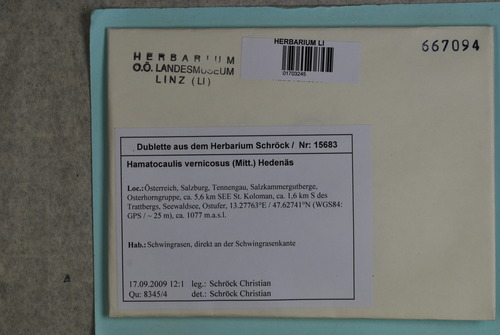 HERBARIUM
O.Ö. LANDESMUSEUM
LINZ (LI)
HERBARIUM LI
01703245
667094
Dublette aus dem Herbarium Schröck / Nr: 15683
Hamatocaulis vernicosus (Mitt.) Hedenäs
Loc.:Österreich, Salzburg, Tennengau, Salzkammergutberge,
Osterhorngruppe, ca. 5,6 km SEE St. Koloman, ca. 1,6 km S des
Trattbergs, Seewaldsee, Ostufer, 13.27763°E / 47.62741°N (WGS84:
GPS / ~ 25 m), ca. 1077 m.a.s.l.
Hab.: Schwingrasen, direkt an der Schwingrasenkante
17.09.2009 12:1 leg.: Schröck Christian
Qu: 8345/4 det.: Schröck Christian